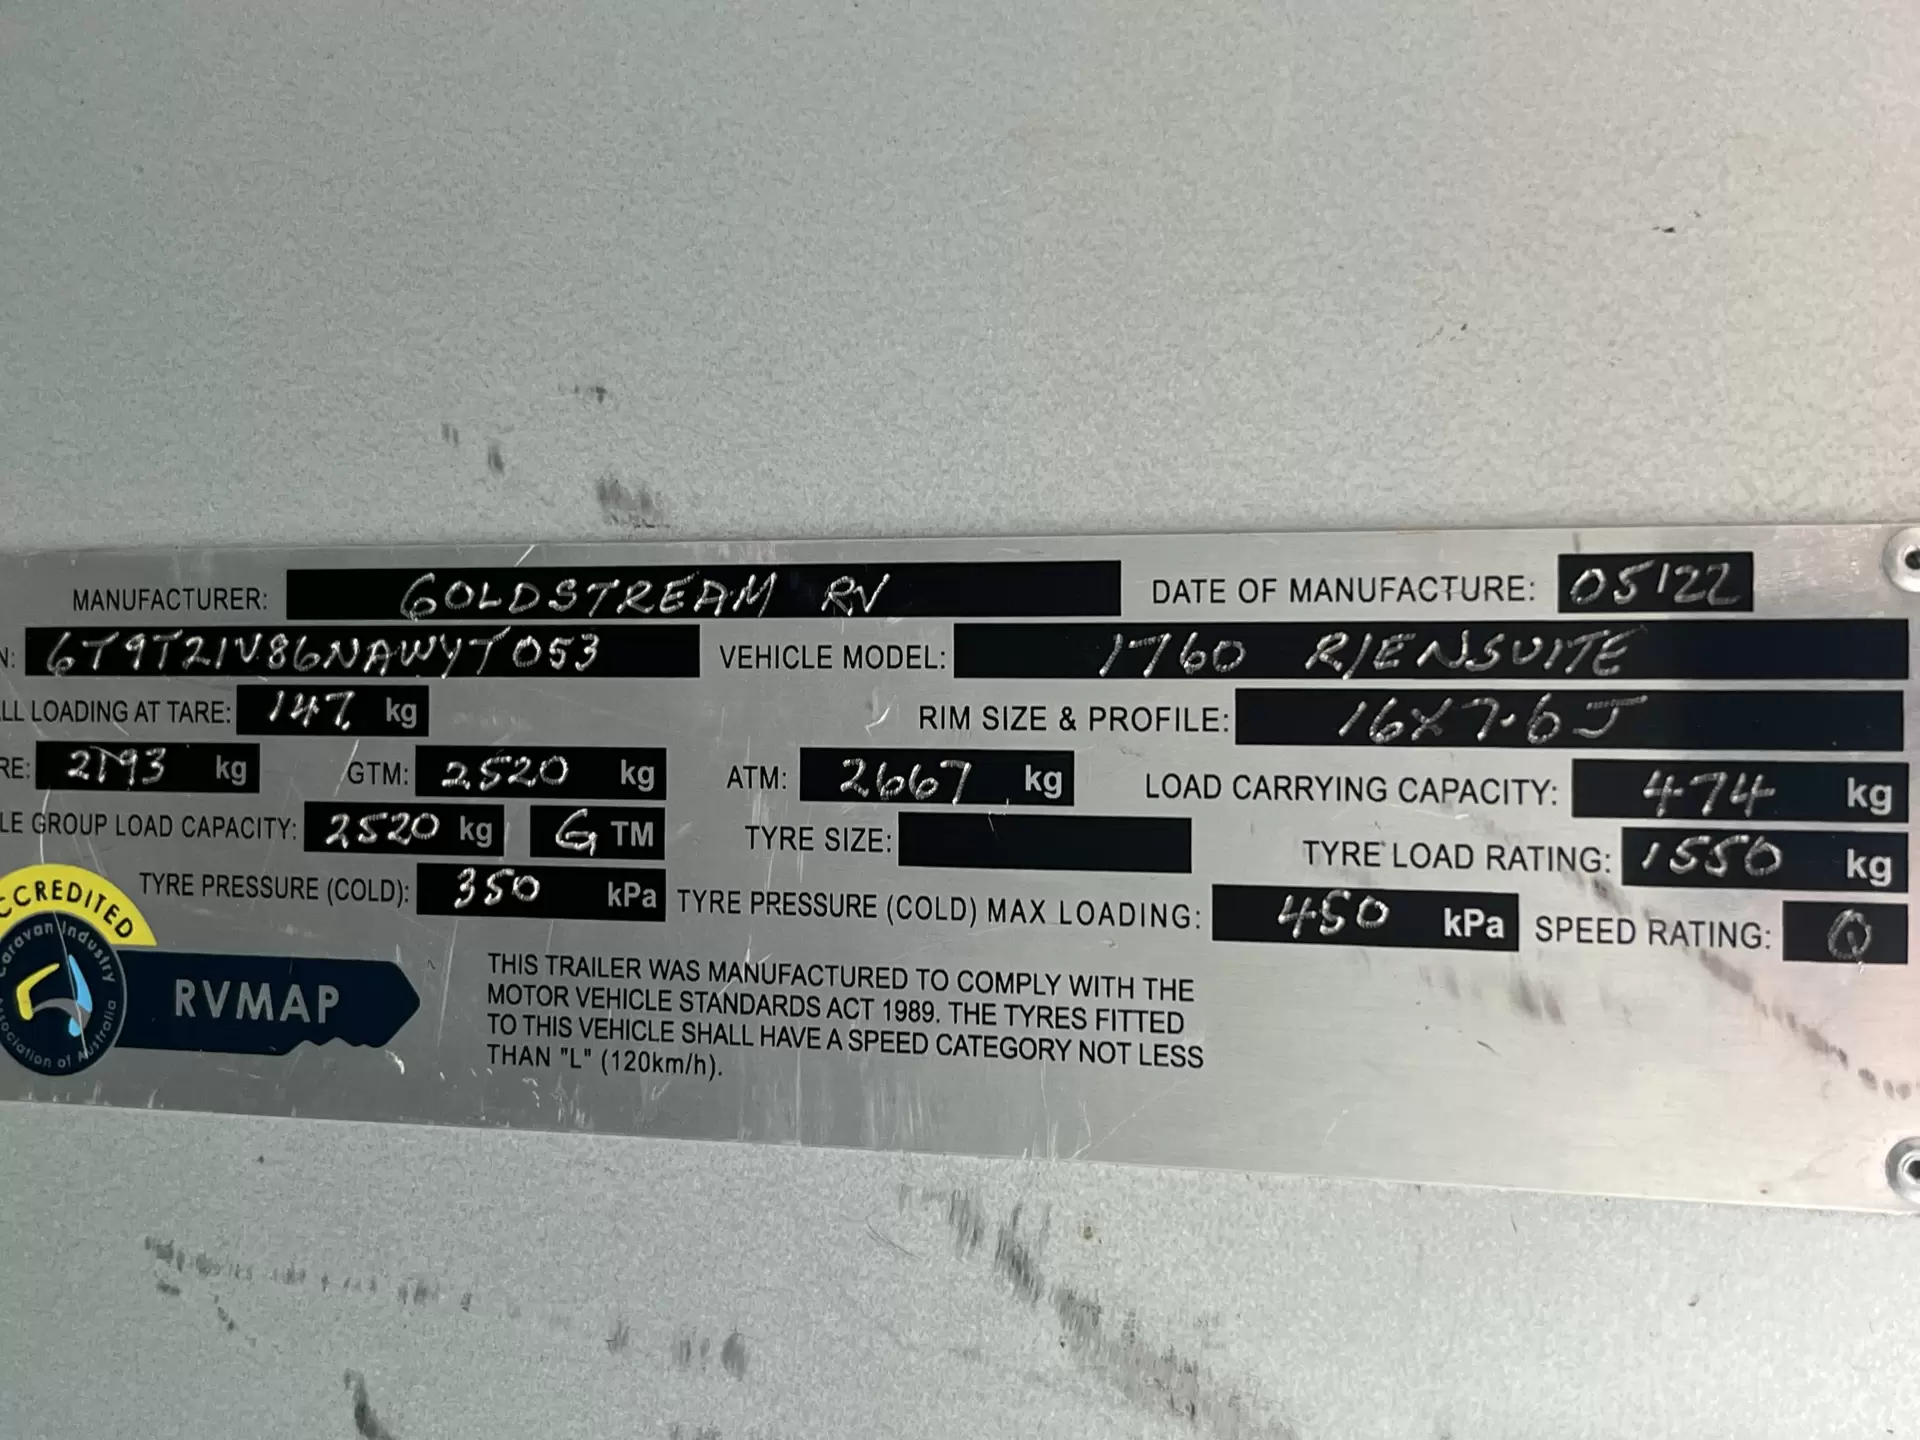 MANUFACTURER: GOLDSTREAM RV DATE OF MANUFACTURE: 05/22
N: 6T9T21V86NAWYT053 VEHICLE MODEL: 1760 R/ENSUITE
LL LOADING AT TARE: 147 kg RIM SIZE & PROFILE: 16X7.6J
RE: 2193 kg GTM: 2520 kg ATM: 2667 kg LOAD CARRYING CAPACITY: 474 kg
LE GROUP LOAD CAPACITY: 2520 kg G TM TYRE SIZE: TYRE LOAD RATING: 1550 kg
TYRE PRESSURE (COLD): 350 kPa TYRE PRESSURE (COLD) MAX LOADING: 450 kPa SPEED RATING: Q
CCREDITED
Caravan Industry
Association of Australia
RVMAP
THIS TRAILER WAS MANUFACTURED TO COMPLY WITH THE
MOTOR VEHICLE STANDARDS ACT 1989. THE TYRES FITTED
TO THIS VEHICLE SHALL HAVE A SPEED CATEGORY NOT LESS
THAN "L" (120km/h).